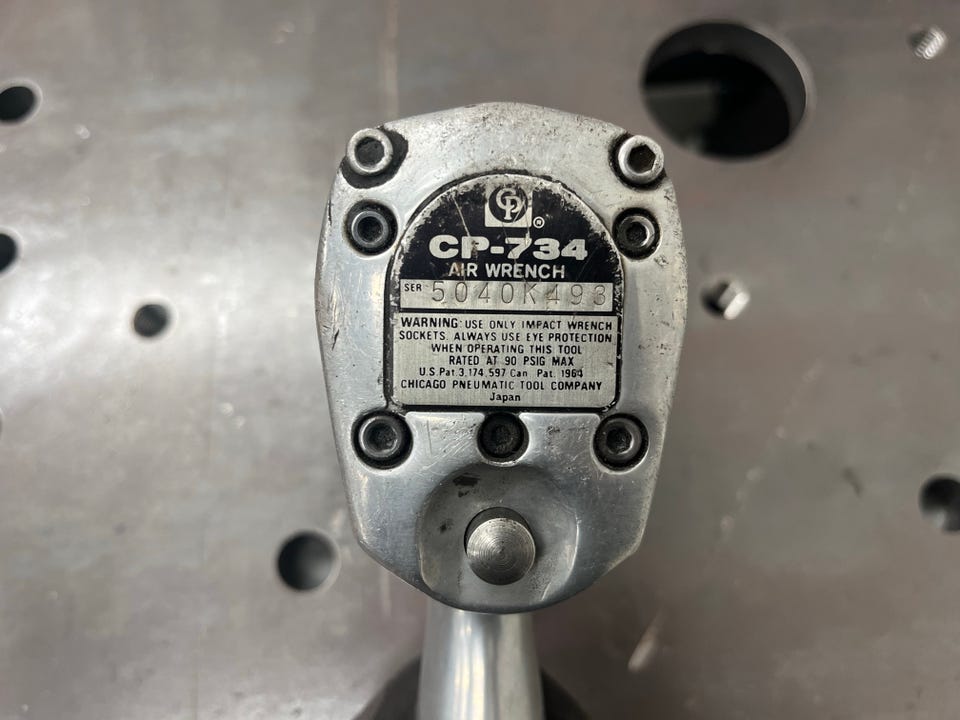 CP ®
CP-734
AIR WRENCH
SER 5040K493
WARNING: USE ONLY IMPACT WRENCH
SOCKETS. ALWAYS USE EYE PROTECTION
WHEN OPERATING THIS TOOL
RATED AT 90 PSIG MAX
U.S.Pat.3,174,597 Can. Pat. 1964
CHICAGO PNEUMATIC TOOL COMPANY
Japan